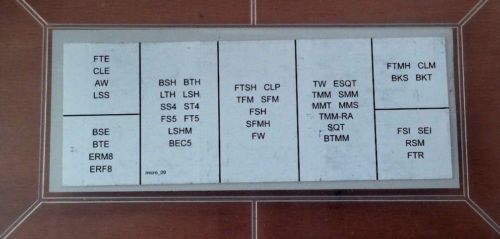 FTE
CLE
AW
LSS
BSE
BTE
ERM8
ERF8
BSH BTH
LTH LSH
SS4 ST4
FS5 FT5
LSHM
BEC5
micro_09
FTSH CLP
TFM SFM
FSH
SFMH
FW
TW ESQT
TMM SMM
MMT MMS
TMM-RA
SQT
BTMM
FTMH CLM
BKS BKT
FSI SEI
RSM
FTR